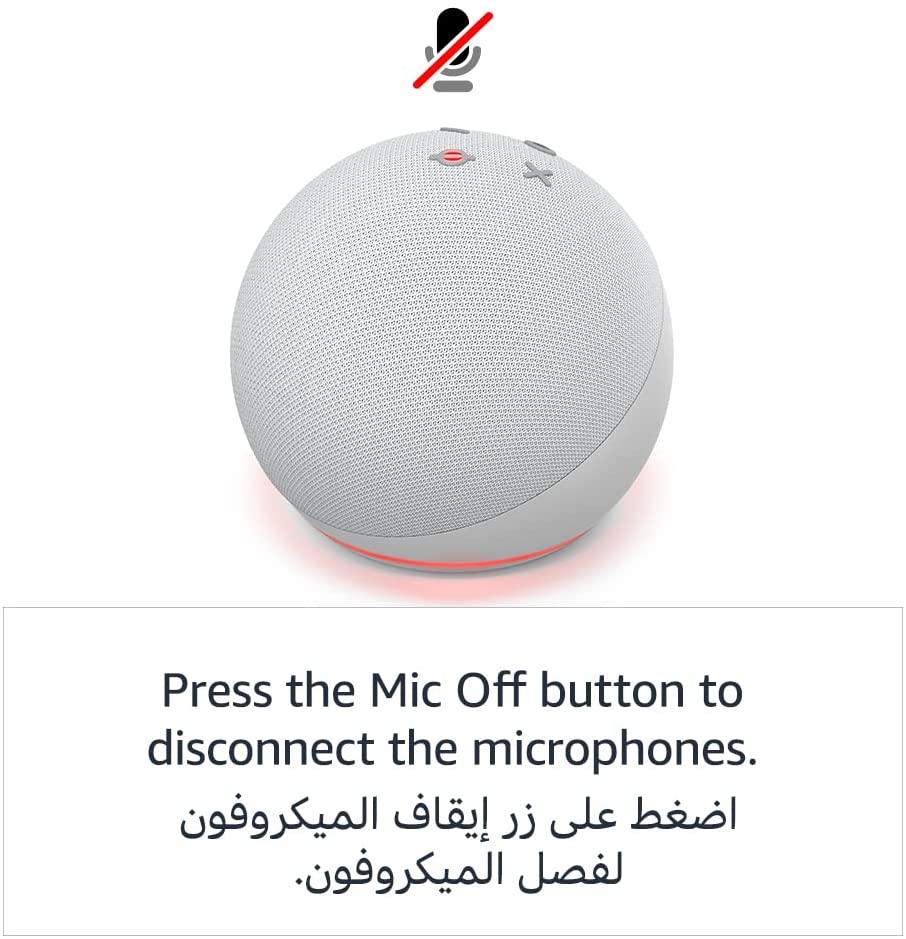 Press the Mic Off button to
disconnect the microphones.
اضغط على زر إيقاف الميكروفون
لفصل الميكروفون.